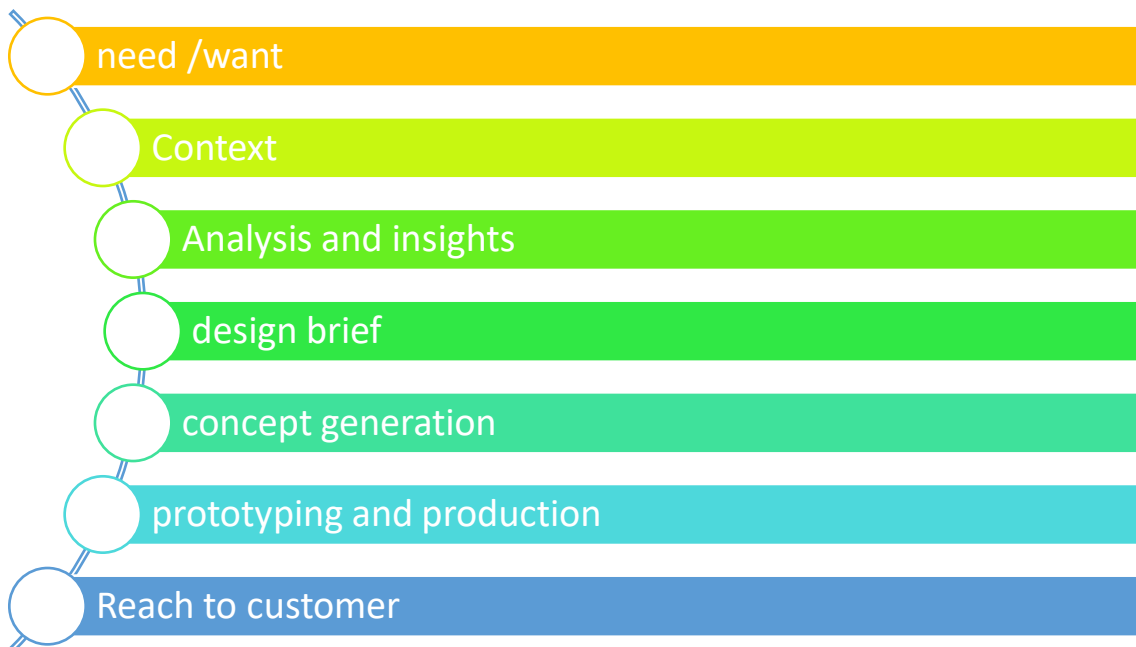 need /want
Context
Analysis and insights
design brief
concept generation
prototyping and production
Reach to customer